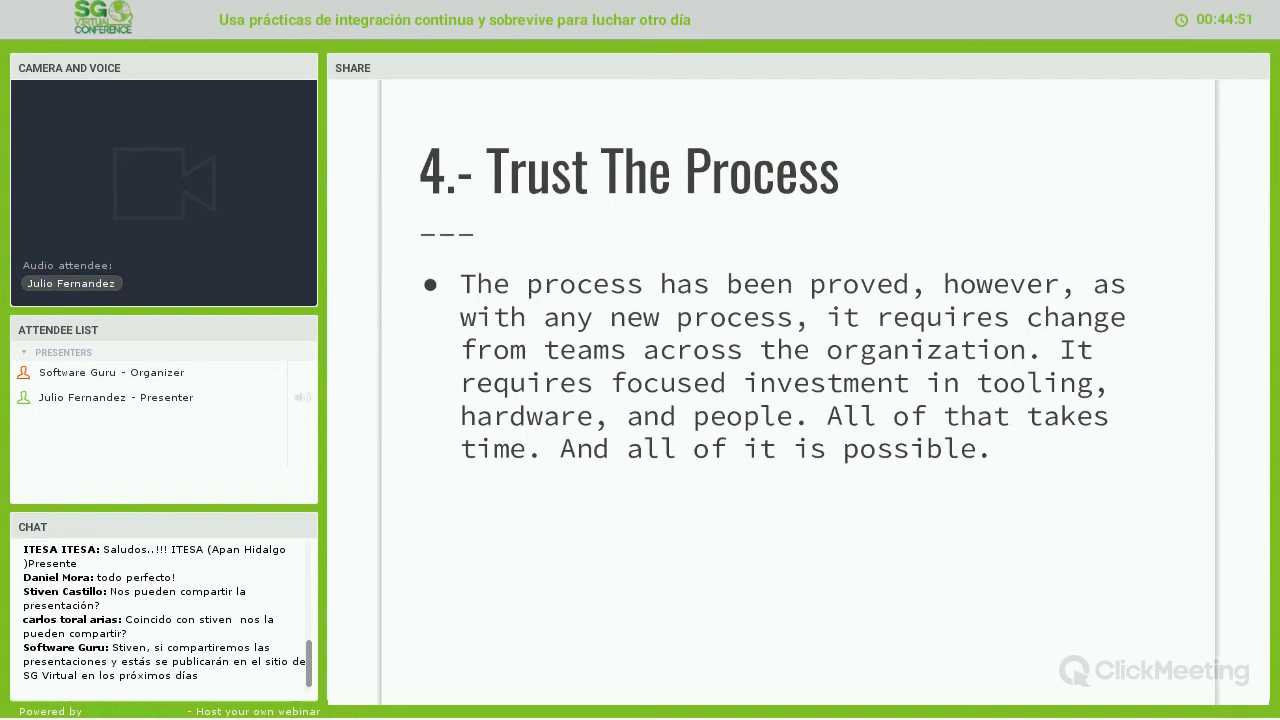 SG
VIRTUAL
CONFERENCE
Usa prácticas de integración continua y sobrevive para luchar otro día
00:44:51
CAMERA AND VOICE
Audio attendee:
Julio Fernandez
ATTENDEE LIST
PRESENTERS
Software Guru - Organizer
Julio Fernandez - Presenter
CHAT
ITESA ITESA: Saludos..!!! ITESA (Apan Hidalgo
)Presente
Daniel Mora: todo perfecto!
Stiven Castillo: Nos pueden compartir la
presentación?
carlos toral arias: Coincido con stiven  nos la
pueden compartir?
Software Guru: Stiven, si compartiremos las
presentaciones y estás se publicarán en el sitio de
SG Virtual en los próximos días
Powered by - Host your own webinar
SHARE
4.- Trust The Process
---
● The process has been proved, however, as
with any new process, it requires change
from teams across the organization. It
requires focused investment in tooling,
hardware, and people. All of that takes
time. And all of it is possible.
ClickMeeting